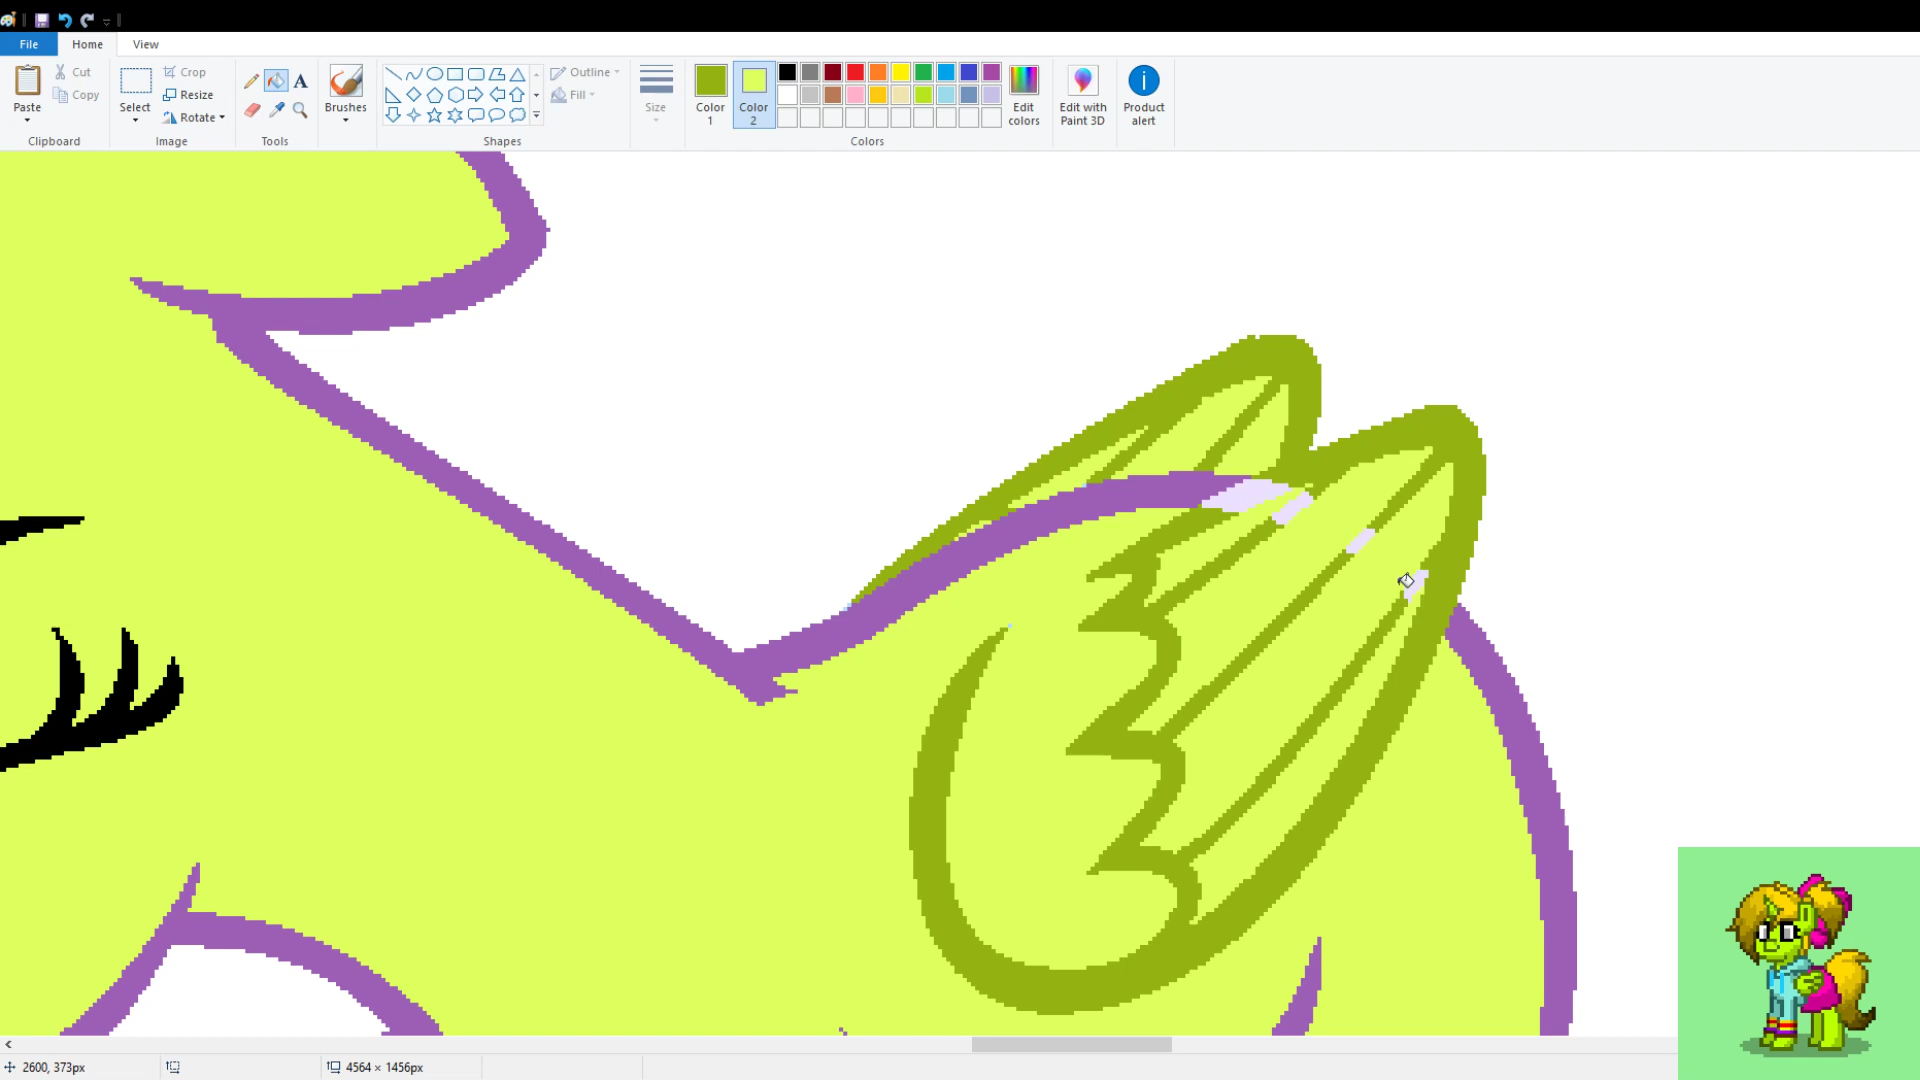 File Home View
Paste
Cut
Copy
Clipboard
Select
Crop
Resize
Rotate
Image
A
Tools
Brushes
Shapes
Outline
Fill
Size
Color
1
Color
2
Edit
colors
Colors
Edit with
Paint 3D
Product
alert
2600, 373px
4564 × 1456px